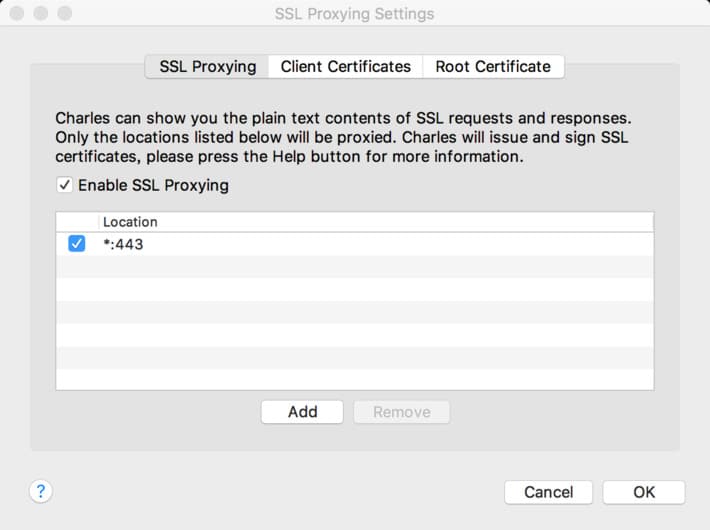 SSL Proxying Settings
SSL Proxying Client Certificates Root Certificate
Charles can show you the plain text contents of SSL requests and responses.
Only the locations listed below will be proxied. Charles will issue and sign SSL
certificates, please press the Help button for more information.
Enable SSL Proxying
Location
*:443
Add Remove
? Cancel OK